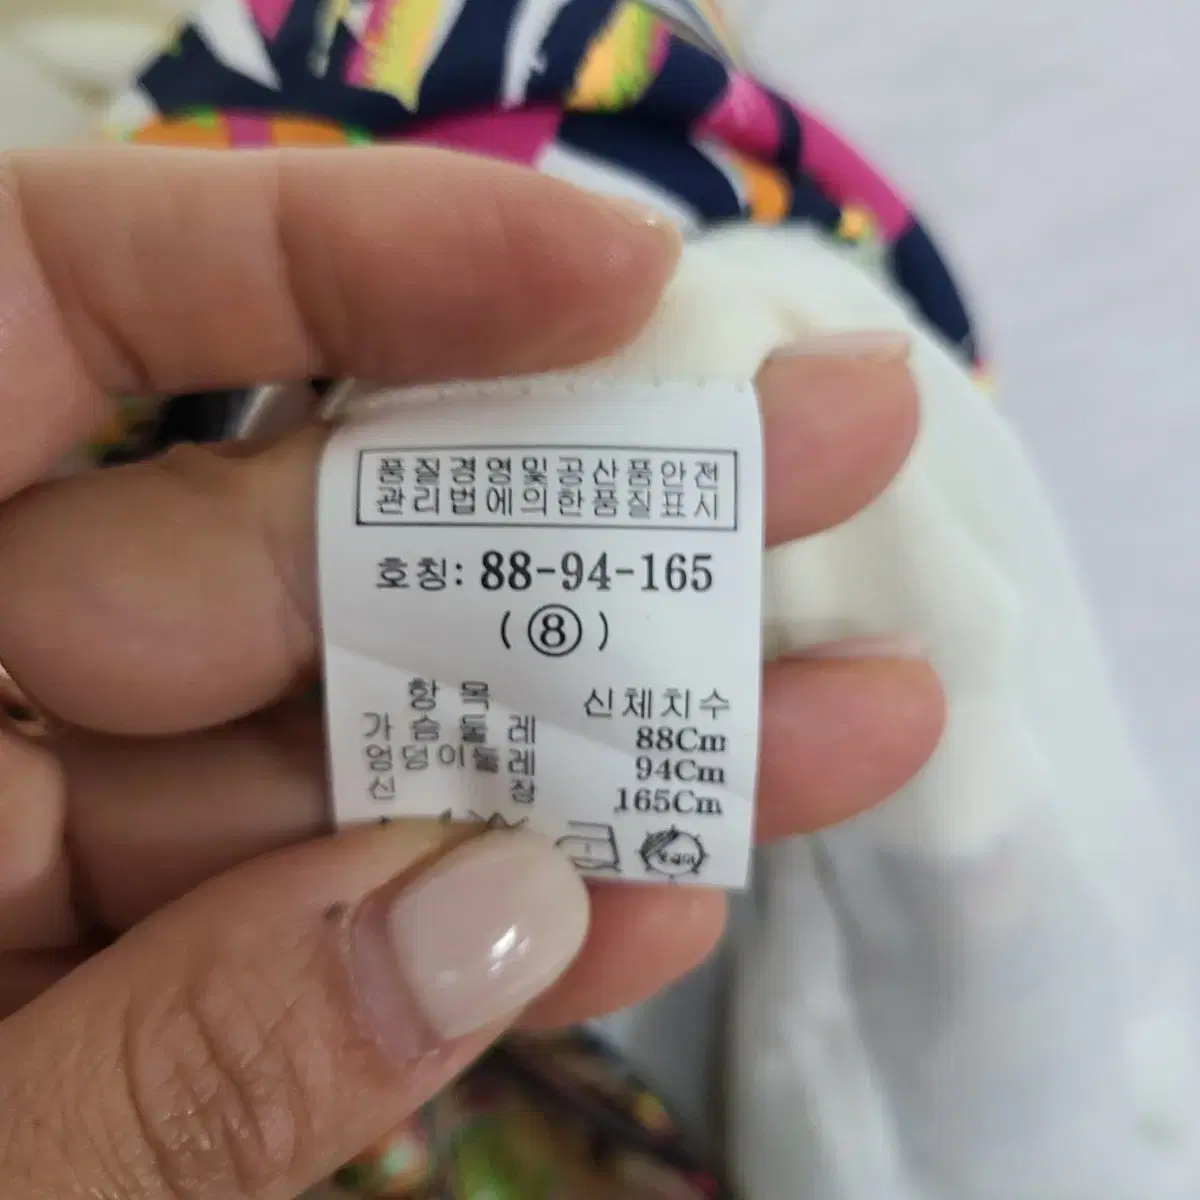 품질경영및공산품안전
관리법에의한품질표시
호칭: 88-94-165
(⑧)
항목 신체치수
가슴둘레 88Cm
엉덩이둘레 94Cm
신장 165Cm